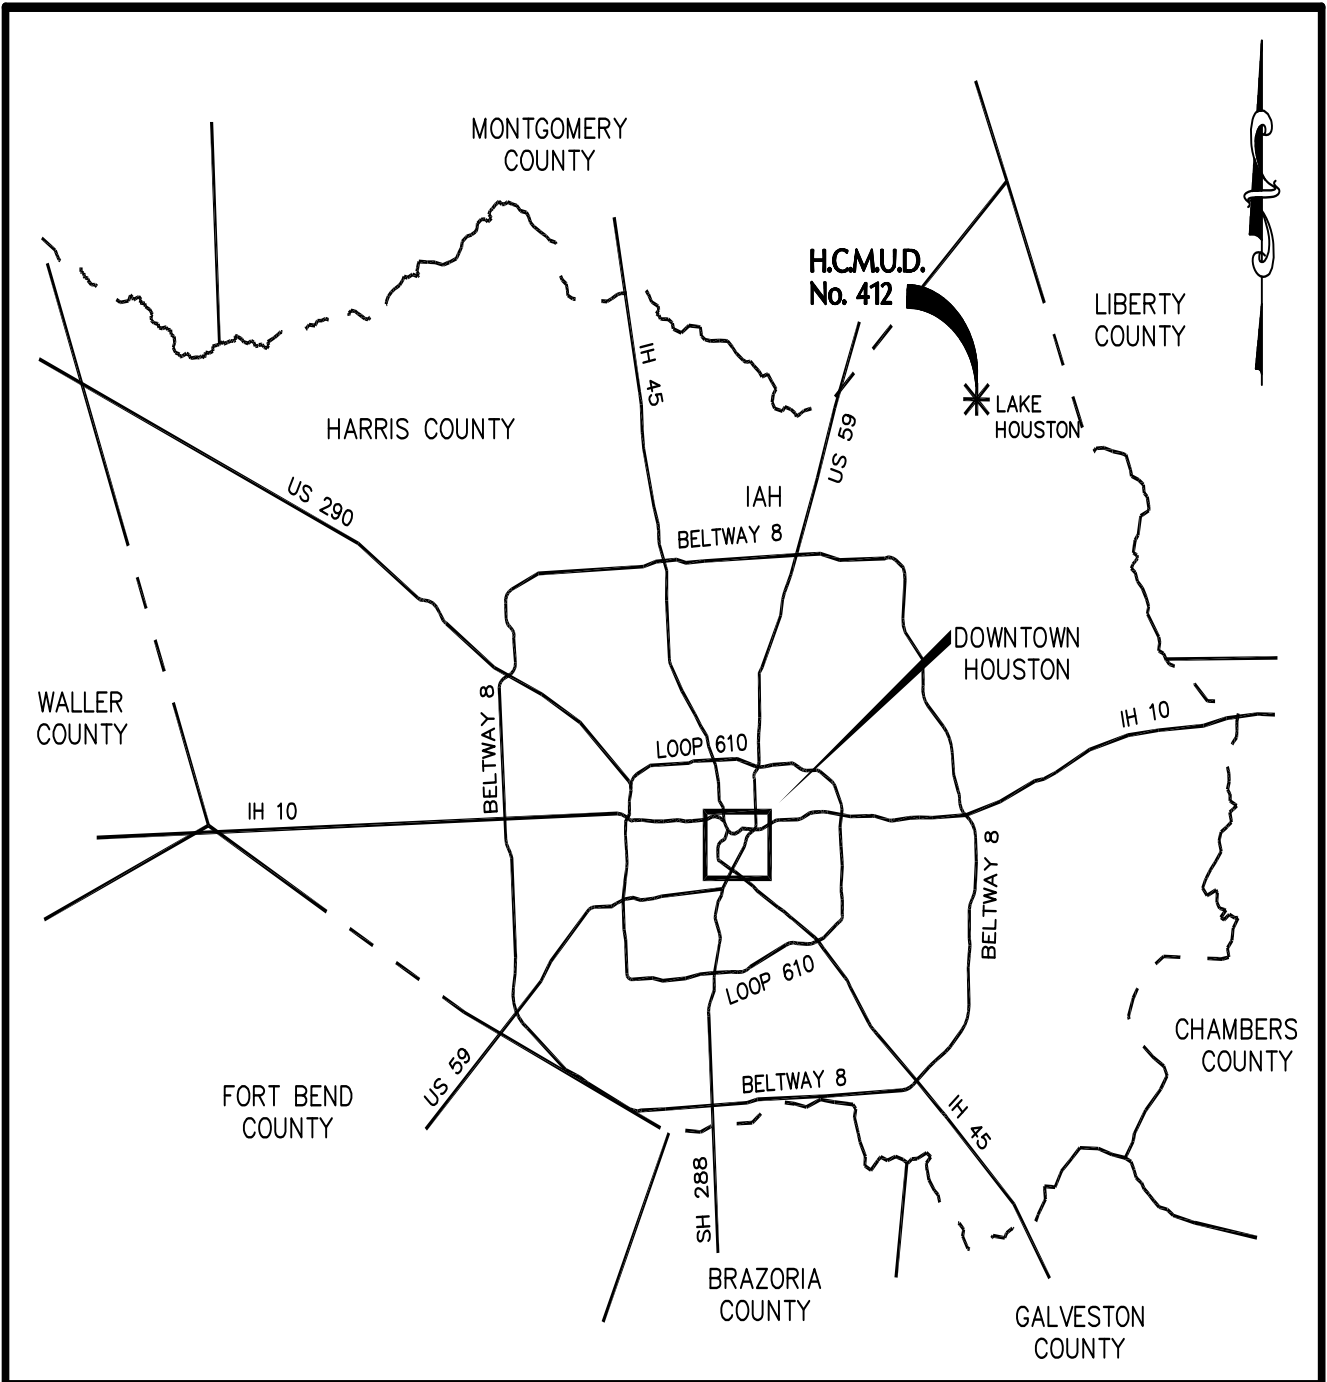 MONTGOMERY
COUNTY
H.C.M.U.D.
No. 412
LIBERTY
COUNTY
IH 45
LAKE
HOUSTON
HARRIS COUNTY
US 59
US 290
IAH
BELTWAY 8
DOWNTOWN
HOUSTON
WALLER
COUNTY
BELTWAY 8
IH 10
LOOP 610
IH 10
BELTWAY 8
LOOP 610
CHAMBERS
COUNTY
US 59
BELTWAY 8
FORT BEND
COUNTY
IH 45
SH 288
BRAZORIA
COUNTY
GALVESTON
COUNTY